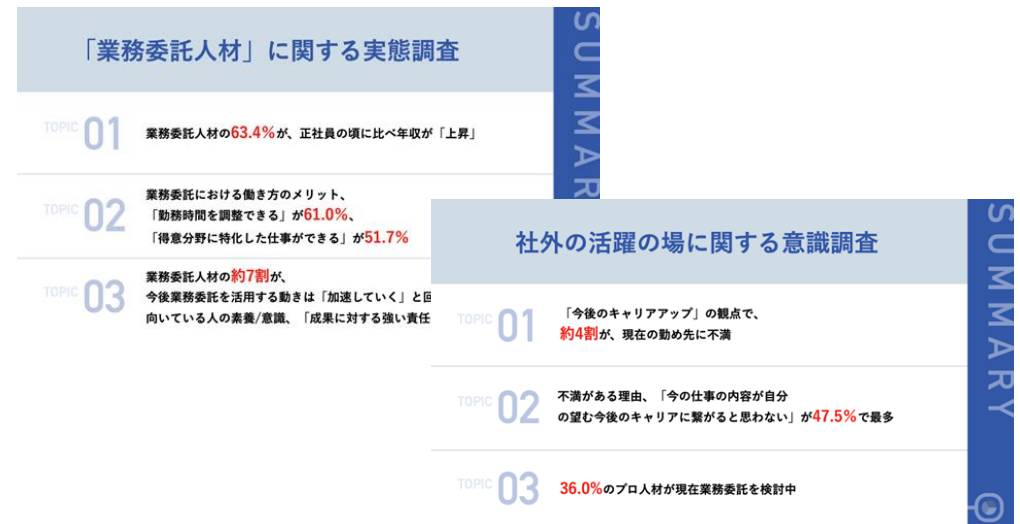 「業務委託人材」に関する実態調査
SUMMAR
TOPIC 01
業務委託人材の63.4%が、正社員の頃に比べ年収が「上昇」
TOPIC 02
業務委託における働き方のメリット、
「勤務時間を調整できる」が61.0%、
「得意分野に特化した仕事ができる」が51.7%
TOPIC 03
業務委託人材の約7割が、
今後業務委託を活用する動きは「加速していく」と回
向いている人の素養/意識、「成果に対する強い責任
社外の活躍の場に関する意識調査
SUMMARY
TOPIC 01
「今後のキャリアアップ」の観点で、
約4割が、現在の勤め先に不満
TOPIC 02
不満がある理由、「今の仕事の内容が自分
の望む今後のキャリアに繋がると思わない」が47.5%で最多
TOPIC 03
36.0%のプロ人材が現在業務委託を検討中